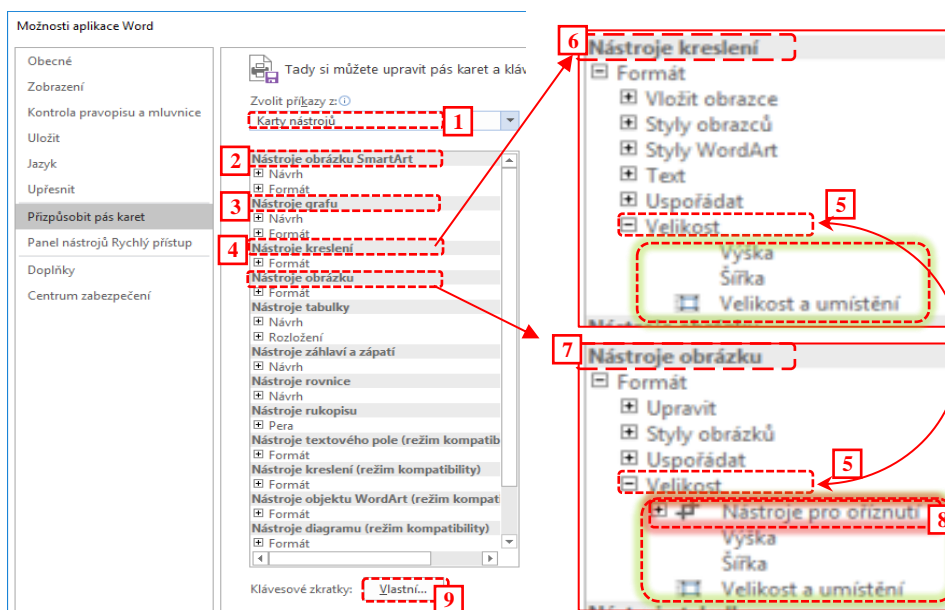 Možnosti aplikace Word
Obecné
Zobrazení
Kontrola pravopisu a mluvnice
Uložit
Jazyk
Upřesnit
Přizpůsobit pás karet
Panel nástrojů Rychlý přístup
Doplňky
Centrum zabezpečení
Tady si můžete upravit pás karet a kláv
Zvolit příkazy z:
Karty nástrojů
1
2
Nástroje obrázku SmartArt
Návrh
Formát
3
Nástroje grafu
Návrh
Formát
4
Nástroje kreslení
Formát
Nástroje obrázku
Formát
Nástroje tabulky
Návrh
Rozložení
Nástroje záhlaví a zápatí
Návrh
Nástroje rovnice
Návrh
Nástroje rukopisu
Pera
Nástroje textového pole (režim kompatib
Formát
Nástroje kreslení (režim kompatibility)
Formát
Nástroje objektu WordArt (režim kompat
Formát
Nástroje diagramu (režim kompatibility)
Formát
Klávesové zkratky:
Vlastní...
9
6
Nástroje kreslení
Formát
Vložit obrazce
Styly obrazců
Styly WordArt
Text
Uspořádat
5
Velikost
Výška
Šířka
Velikost a umístění
7
Nástroje obrázku
Formát
Upravit
Styly obrázků
Uspořádat
5
Velikost
Nástroje pro oříznutí
8
Výška
Šířka
Velikost a umístění